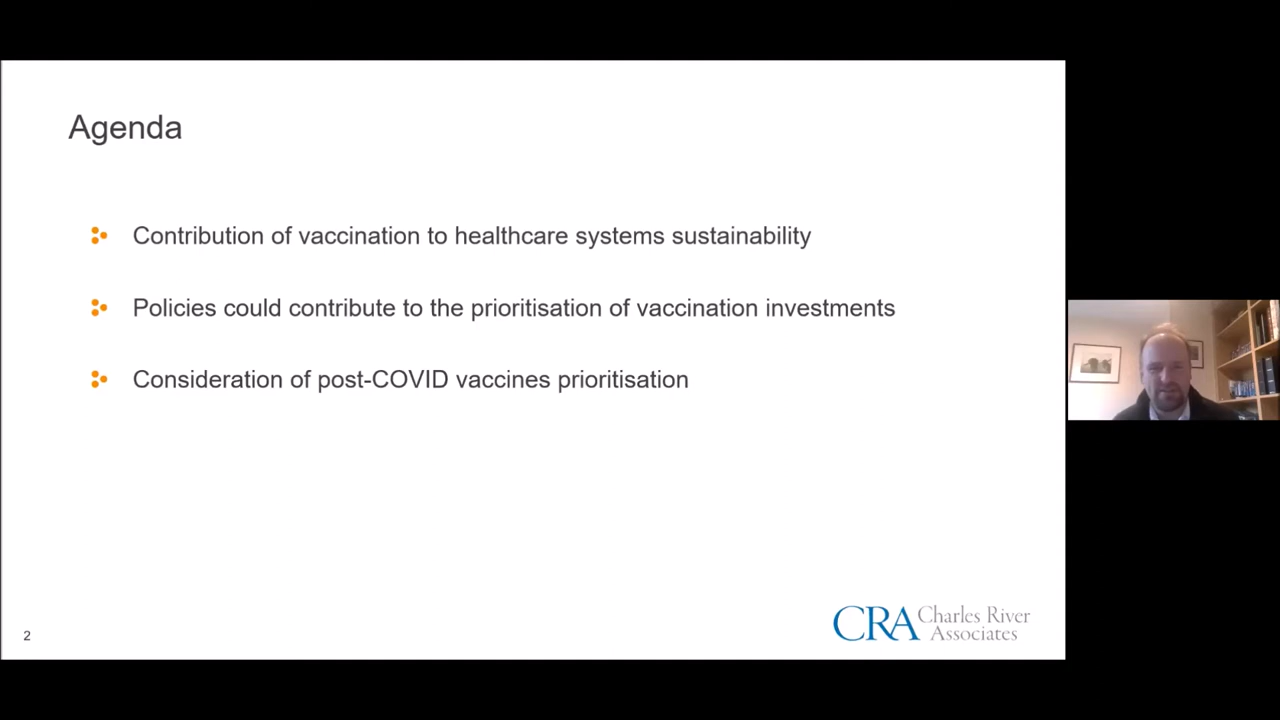 Agenda
Contribution of vaccination to healthcare systems sustainability
Policies could contribute to the prioritisation of vaccination investments
Consideration of post-COVID vaccines prioritisation
2
CRA Charles River
Associates